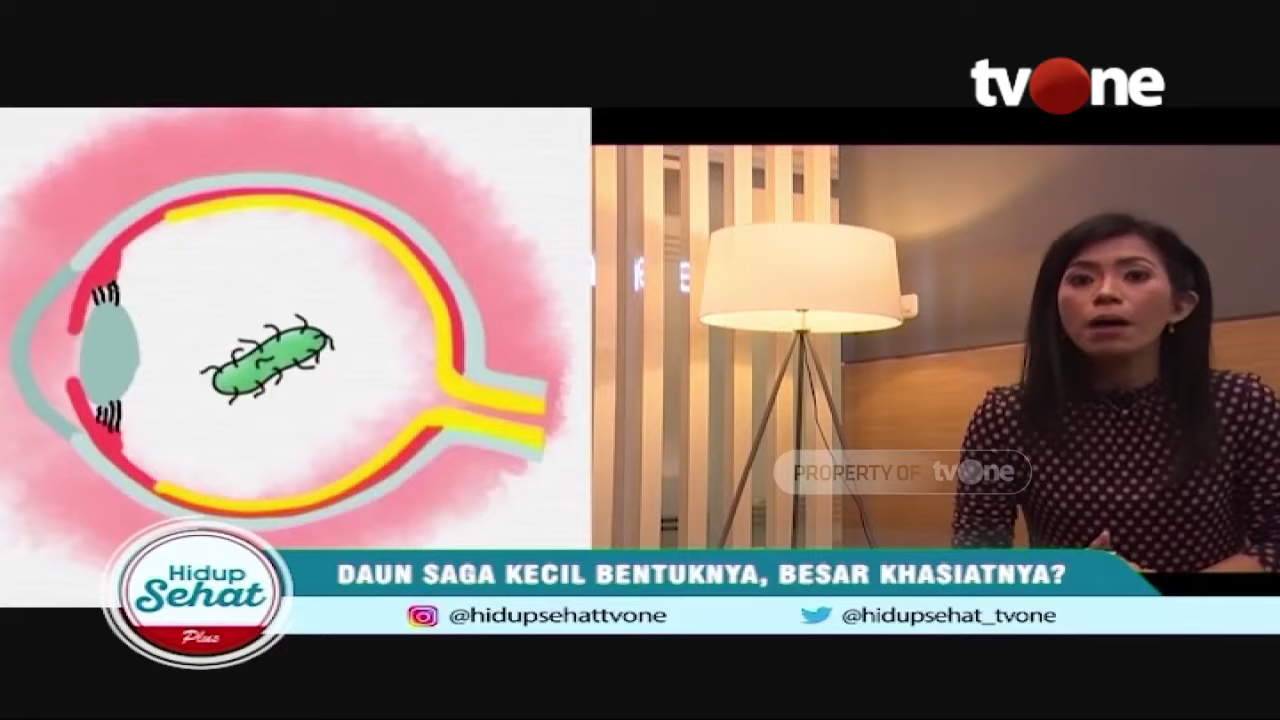 tvOne
PROPERTY OF tvOne
Hidup
Sehat
Plus
DAUN SAGA KECIL BENTUKNYA, BESAR KHASIATNYA?
@hidupsehattvone
@hidupsehat_tvone